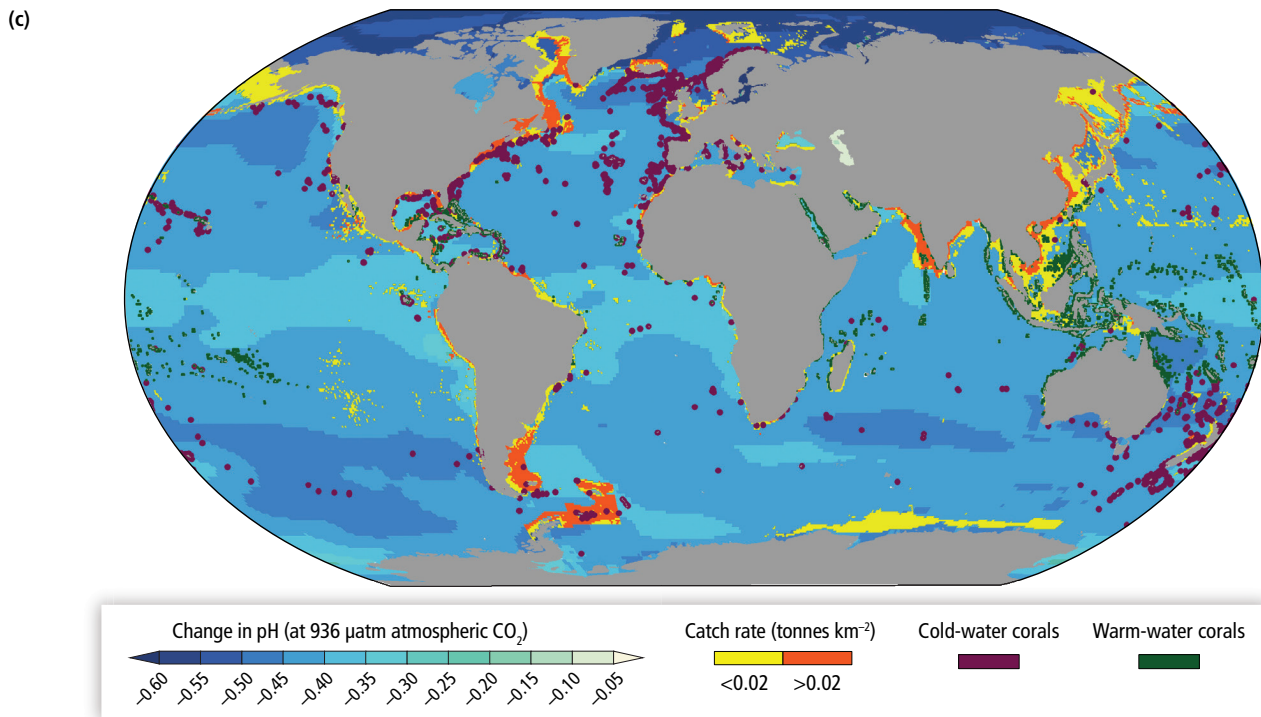 (c)
Change in pH (at 936 µatm atmospheric CO₂)
–0.60
–0.55
–0.50
–0.45
–0.40
–0.35
–0.30
–0.25
–0.20
–0.15
–0.10
–0.05
Catch rate (tonnes km⁻²)
<0.02
>0.02
Cold-water corals
Warm-water corals